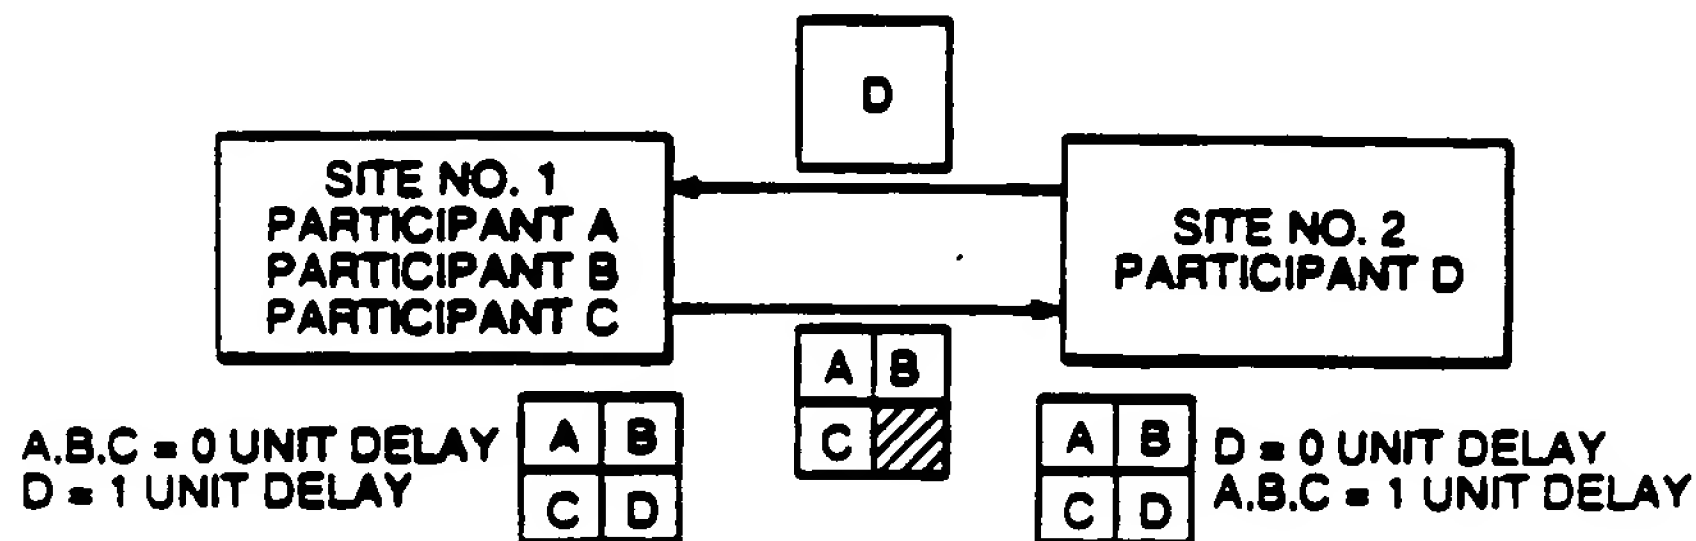 D
SITE NO. 1
PARTICIPANT A
PARTICIPANT B
PARTICIPANT C
SITE NO. 2
PARTICIPANT D
A B
C
A.B.C = 0 UNIT DELAY
D = 1 UNIT DELAY
A B
C D
A B
C D
D = 0 UNIT DELAY
A.B.C = 1 UNIT DELAY